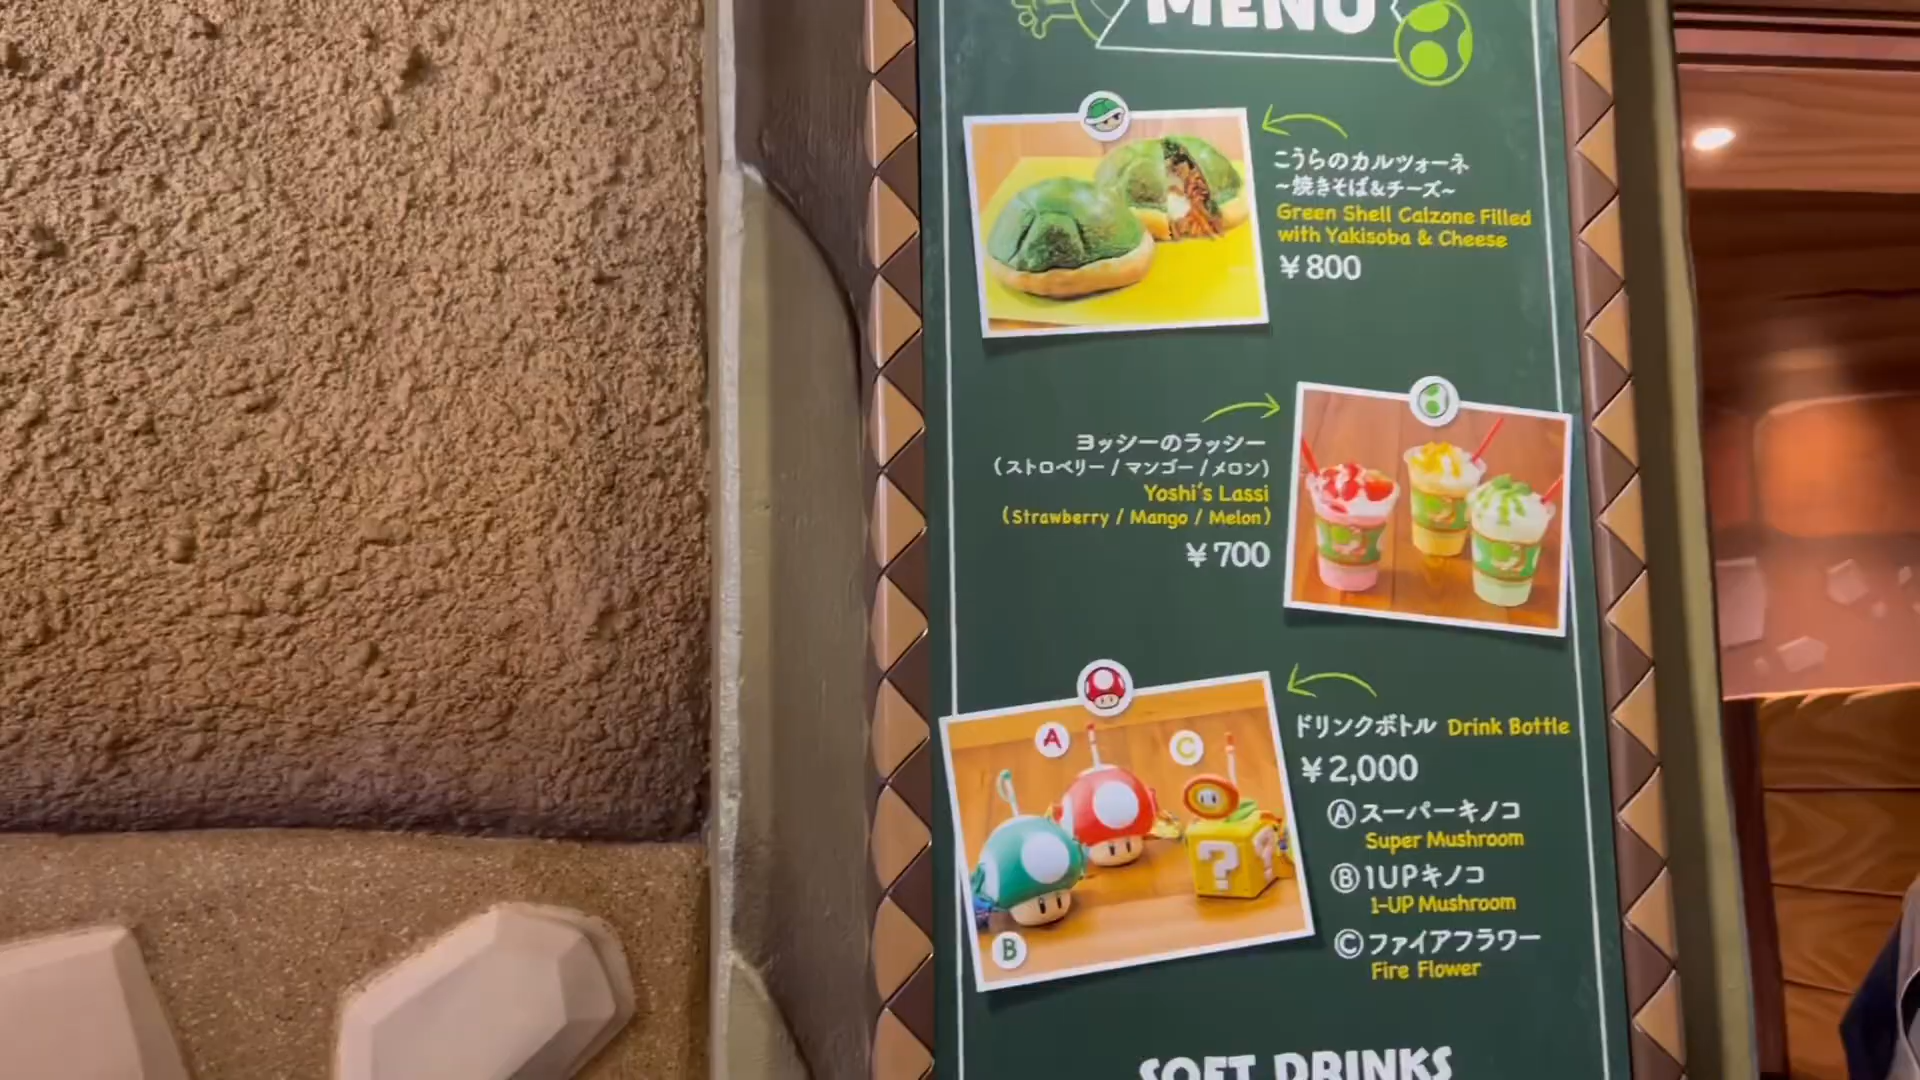 MENU
こうらのカルツォーネ
~焼きそば&チーズ~
Green Shell Calzone Filled
with Yakisoba & Cheese
¥800
ヨッシーのラッシー
(ストロベリー / マンゴー / メロン)
Yoshi's Lassi
(Strawberry / Mango / Melon)
¥700
A
C
B
ドリンクボトル Drink Bottle
¥2,000
Ⓐスーパーキノコ
Super Mushroom
Ⓑ1UPキノコ
1-UP Mushroom
Ⓒファイアフラワー
Fire Flower
SOFT DRINKS